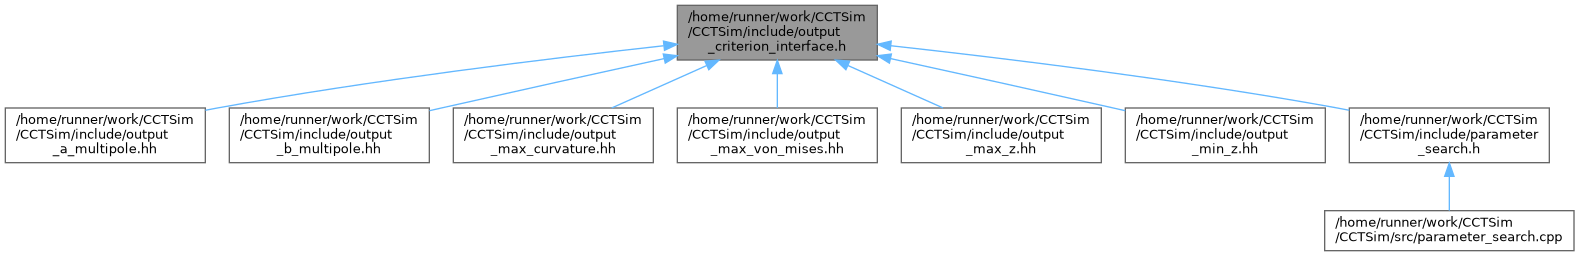 /home/runner/work/CCTSim
/CCTSim/include/output
_criterion_interface.h
/home/runner/work/CCTSim
/CCTSim/include/output
_a_multipole.hh
/home/runner/work/CCTSim
/CCTSim/include/output
_b_multipole.hh
/home/runner/work/CCTSim
/CCTSim/include/output
_max_curvature.hh
/home/runner/work/CCTSim
/CCTSim/include/output
_max_von_mises.hh
/home/runner/work/CCTSim
/CCTSim/include/output
_max_z.hh
/home/runner/work/CCTSim
/CCTSim/include/output
_min_z.hh
/home/runner/work/CCTSim
/CCTSim/include/parameter
_search.h
/home/runner/work/CCTSim
/CCTSim/src/parameter_search.cpp